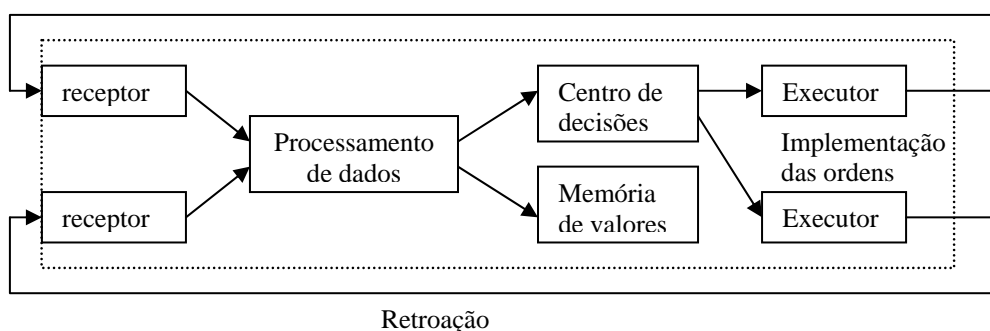 receptor
Centro de
decisões
Executor
Processamento
de dados
Implementação
das ordens
receptor
Memória
de valores
Executor
Retroação